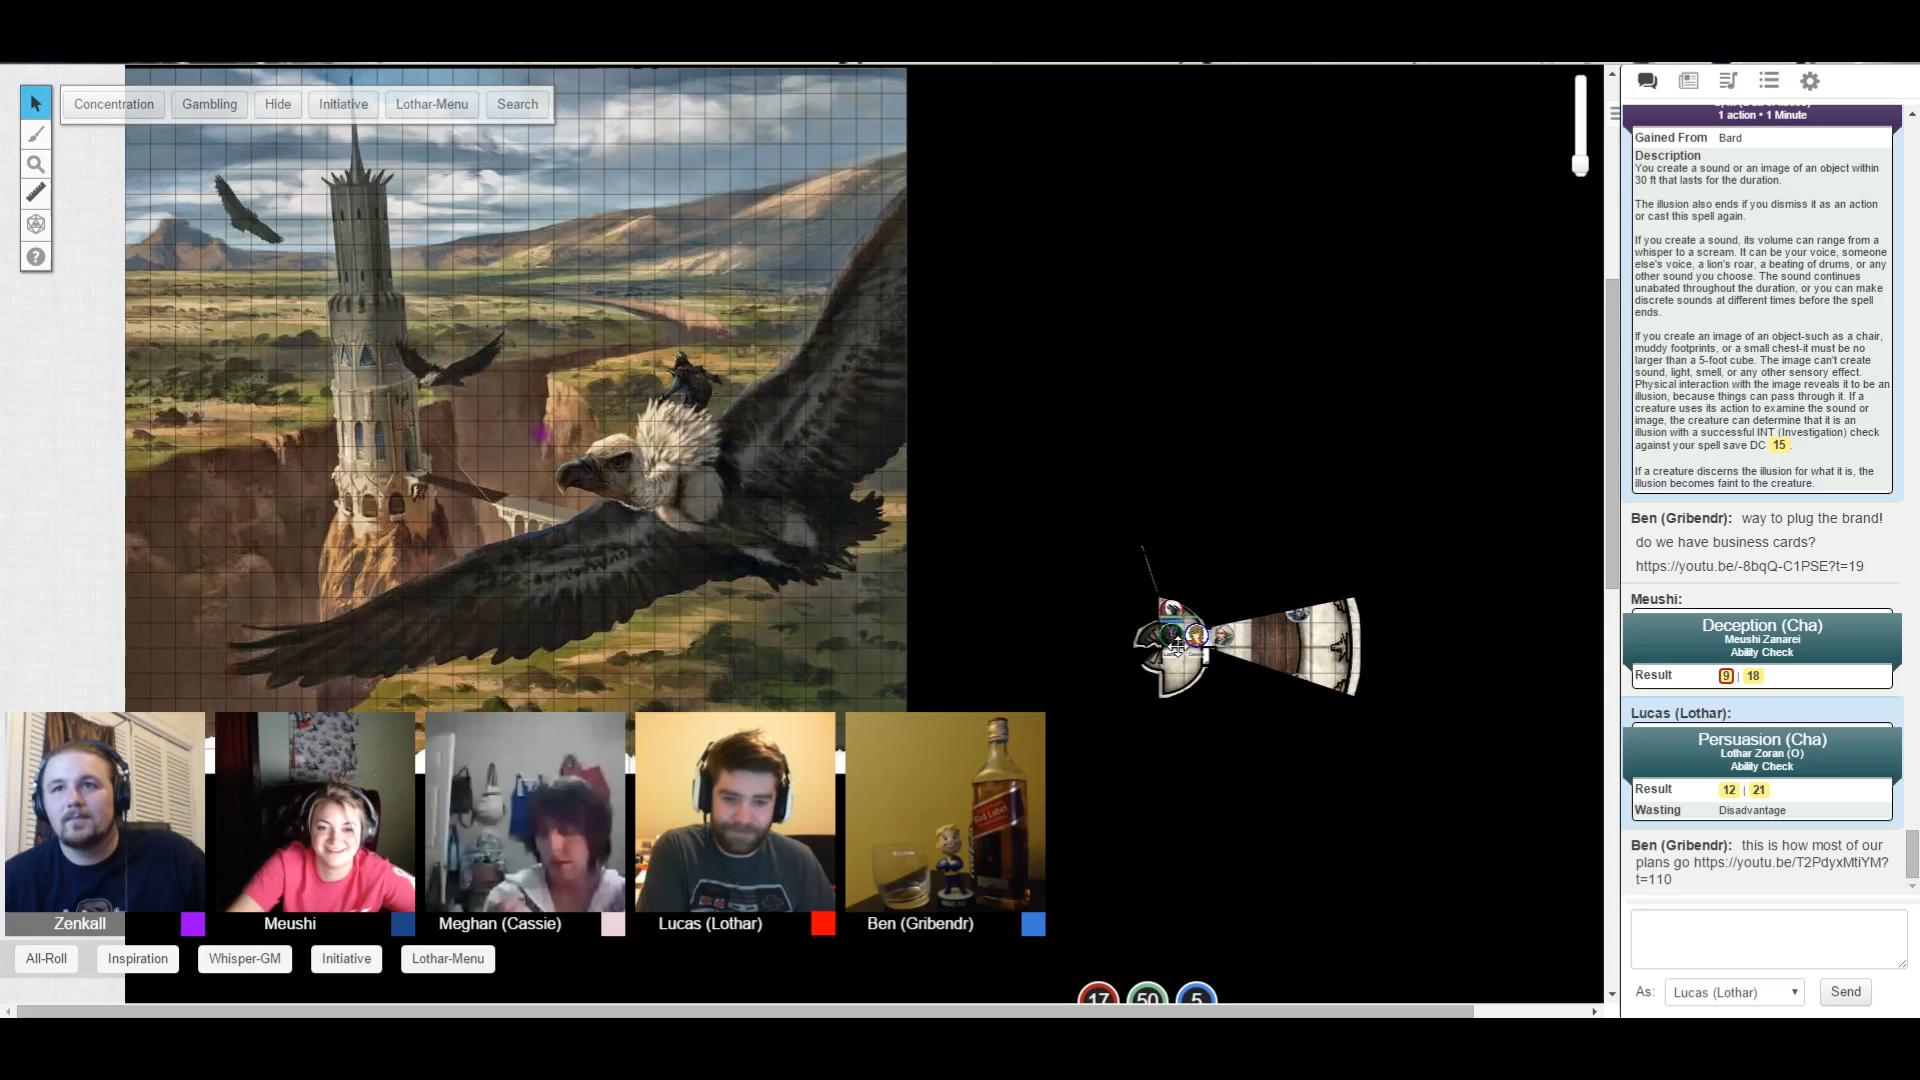 Concentration
Gambling
Hide
Initiative
Lothar-Menu
Search
1 action • 1 Minute
Gained From Bard
Description
You create a sound or an image of an object within
30 ft that lasts for the duration.
The illusion also ends if you dismiss it as an action
or cast this spell again.
If you create a sound, its volume can range from a
whisper to a scream. It can be your voice, someone
else's voice, a lion's roar, a beating of drums, or any
other sound you choose. The sound continues
unabated throughout the duration, or you can make
discrete sounds at different times before the spell
ends.
If you create an image of an object-such as a chair,
muddy footprints, or a small chest-it must be no
larger than a 5-foot cube. The image can't create
sound, light, smell, or any other sensory effect.
Physical interaction with the image reveals it to be an
illusion, because things can pass through it. If a
creature uses its action to examine the sound or
image, the creature can determine that it is an
illusion with a successful INT (Investigation) check
against your spell save DC 15.
If a creature discerns the illusion for what it is, the
illusion becomes faint to the creature.
Ben (Gribendr): way to plug the brand!
do we have business cards?
https://youtu.be/-8bqQ-C1PSE?t=19
Meushi:
Deception (Cha)
Meushi Zanarei
Ability Check
Result 9 | 18
Lucas (Lothar):
Persuasion (Cha)
Lothar Zoran (O)
Ability Check
Result 12 | 21
Wasting Disadvantage
Ben (Gribendr): this is how most of our
plans go https://youtu.be/T2PdyxMtiYM?
t=110
As: Lucas (Lothar) Send
Red Label
Zenkall
Meushi
Meghan (Cassie)
Lucas (Lothar)
Ben (Gribendr)
All-Roll
Inspiration
Whisper-GM
Initiative
Lothar-Menu
17 50 5